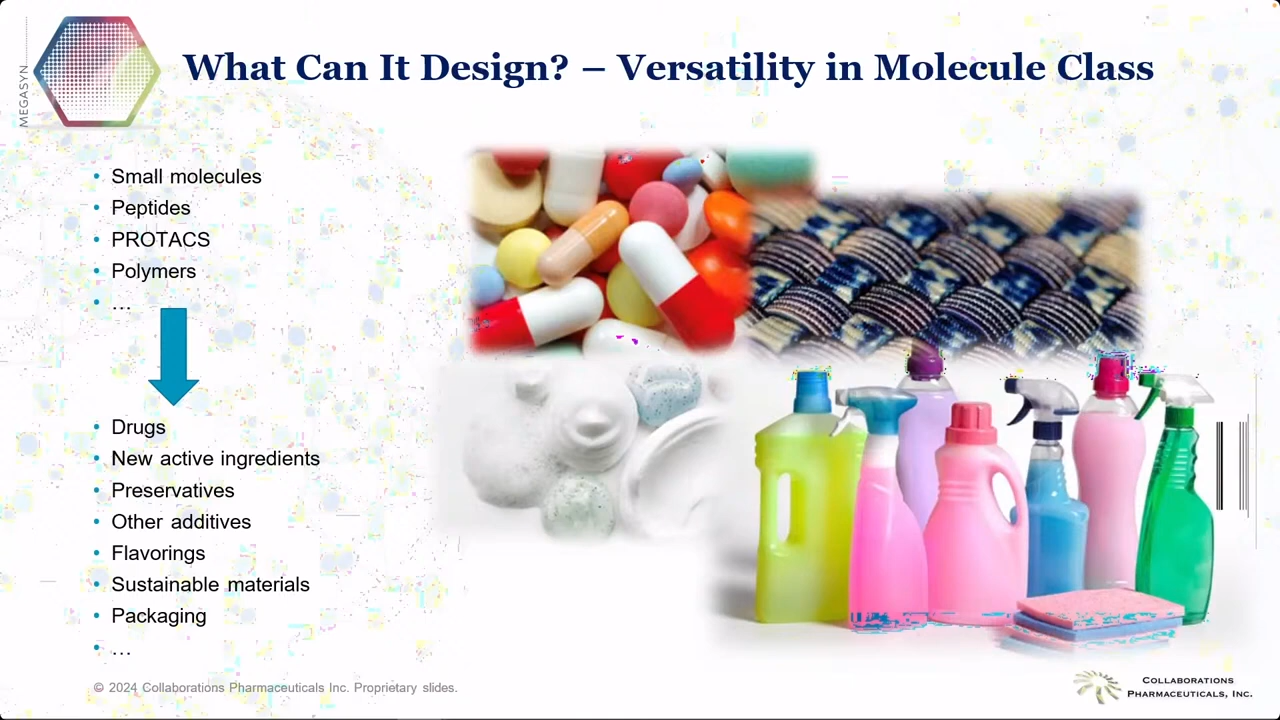 MEGASYN
What Can It Design? – Versatility in Molecule Class
• Small molecules
• Peptides
• PROTACS
• Polymers
• …
• Drugs
• New active ingredients
• Preservatives
• Other additives
• Flavorings
• Sustainable materials
• Packaging
• …
© 2024 Collaborations Pharmaceuticals Inc. Proprietary slides.
COLLABORATIONS
PHARMACEUTICALS, INC.